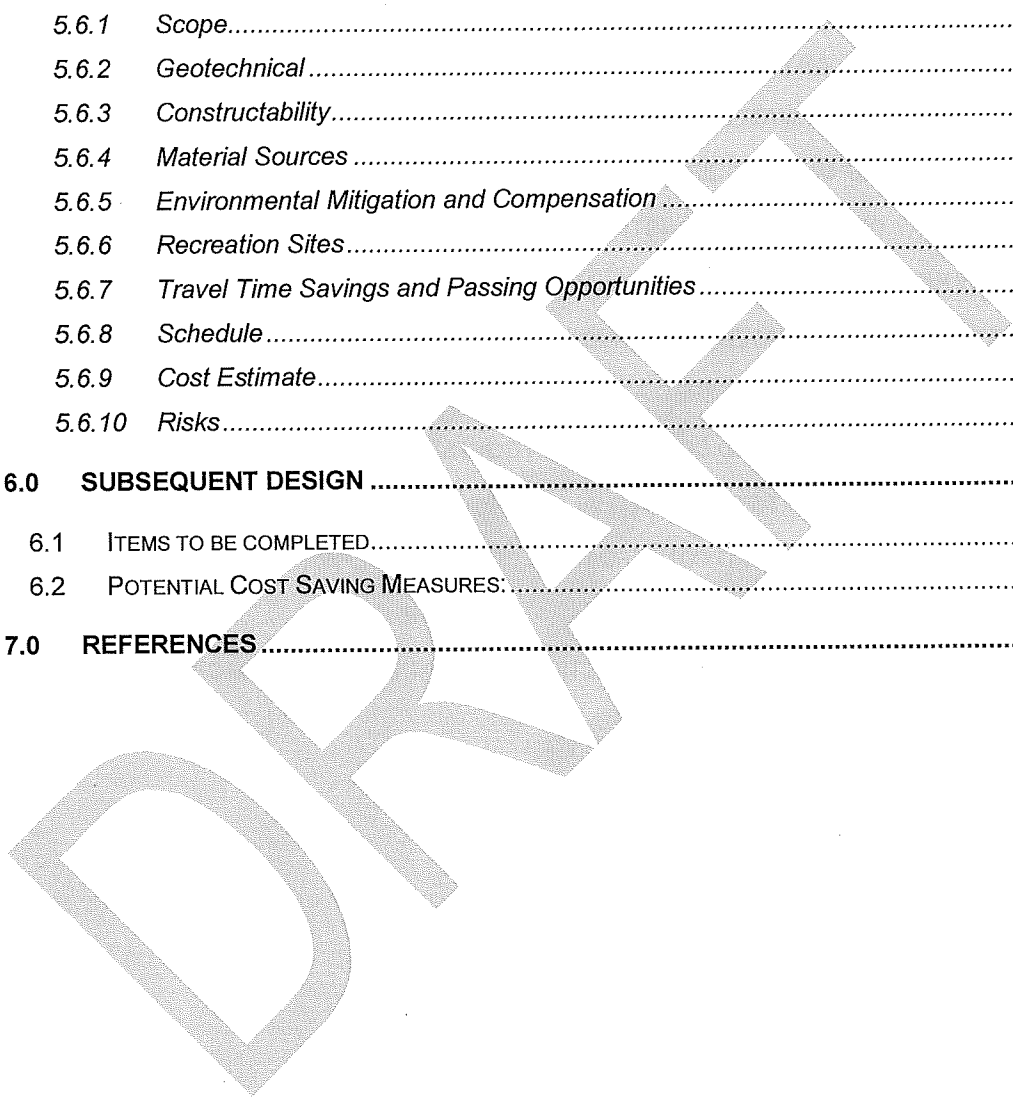 5.6.1 Scope
5.6.2 Geotechnical
5.6.3 Constructability
5.6.4 Material Sources
5.6.5 Environmental Mitigation and Compensation
5.6.6 Recreation Sites
5.6.7 Travel Time Savings and Passing Opportunities
5.6.8 Schedule
5.6.9 Cost Estimate
5.6.10 Risks
6.0 SUBSEQUENT DESIGN
6.1 ITEMS TO BE COMPLETED
6.2 POTENTIAL COST SAVING MEASURES:
7.0 REFERENCES
DRAFT